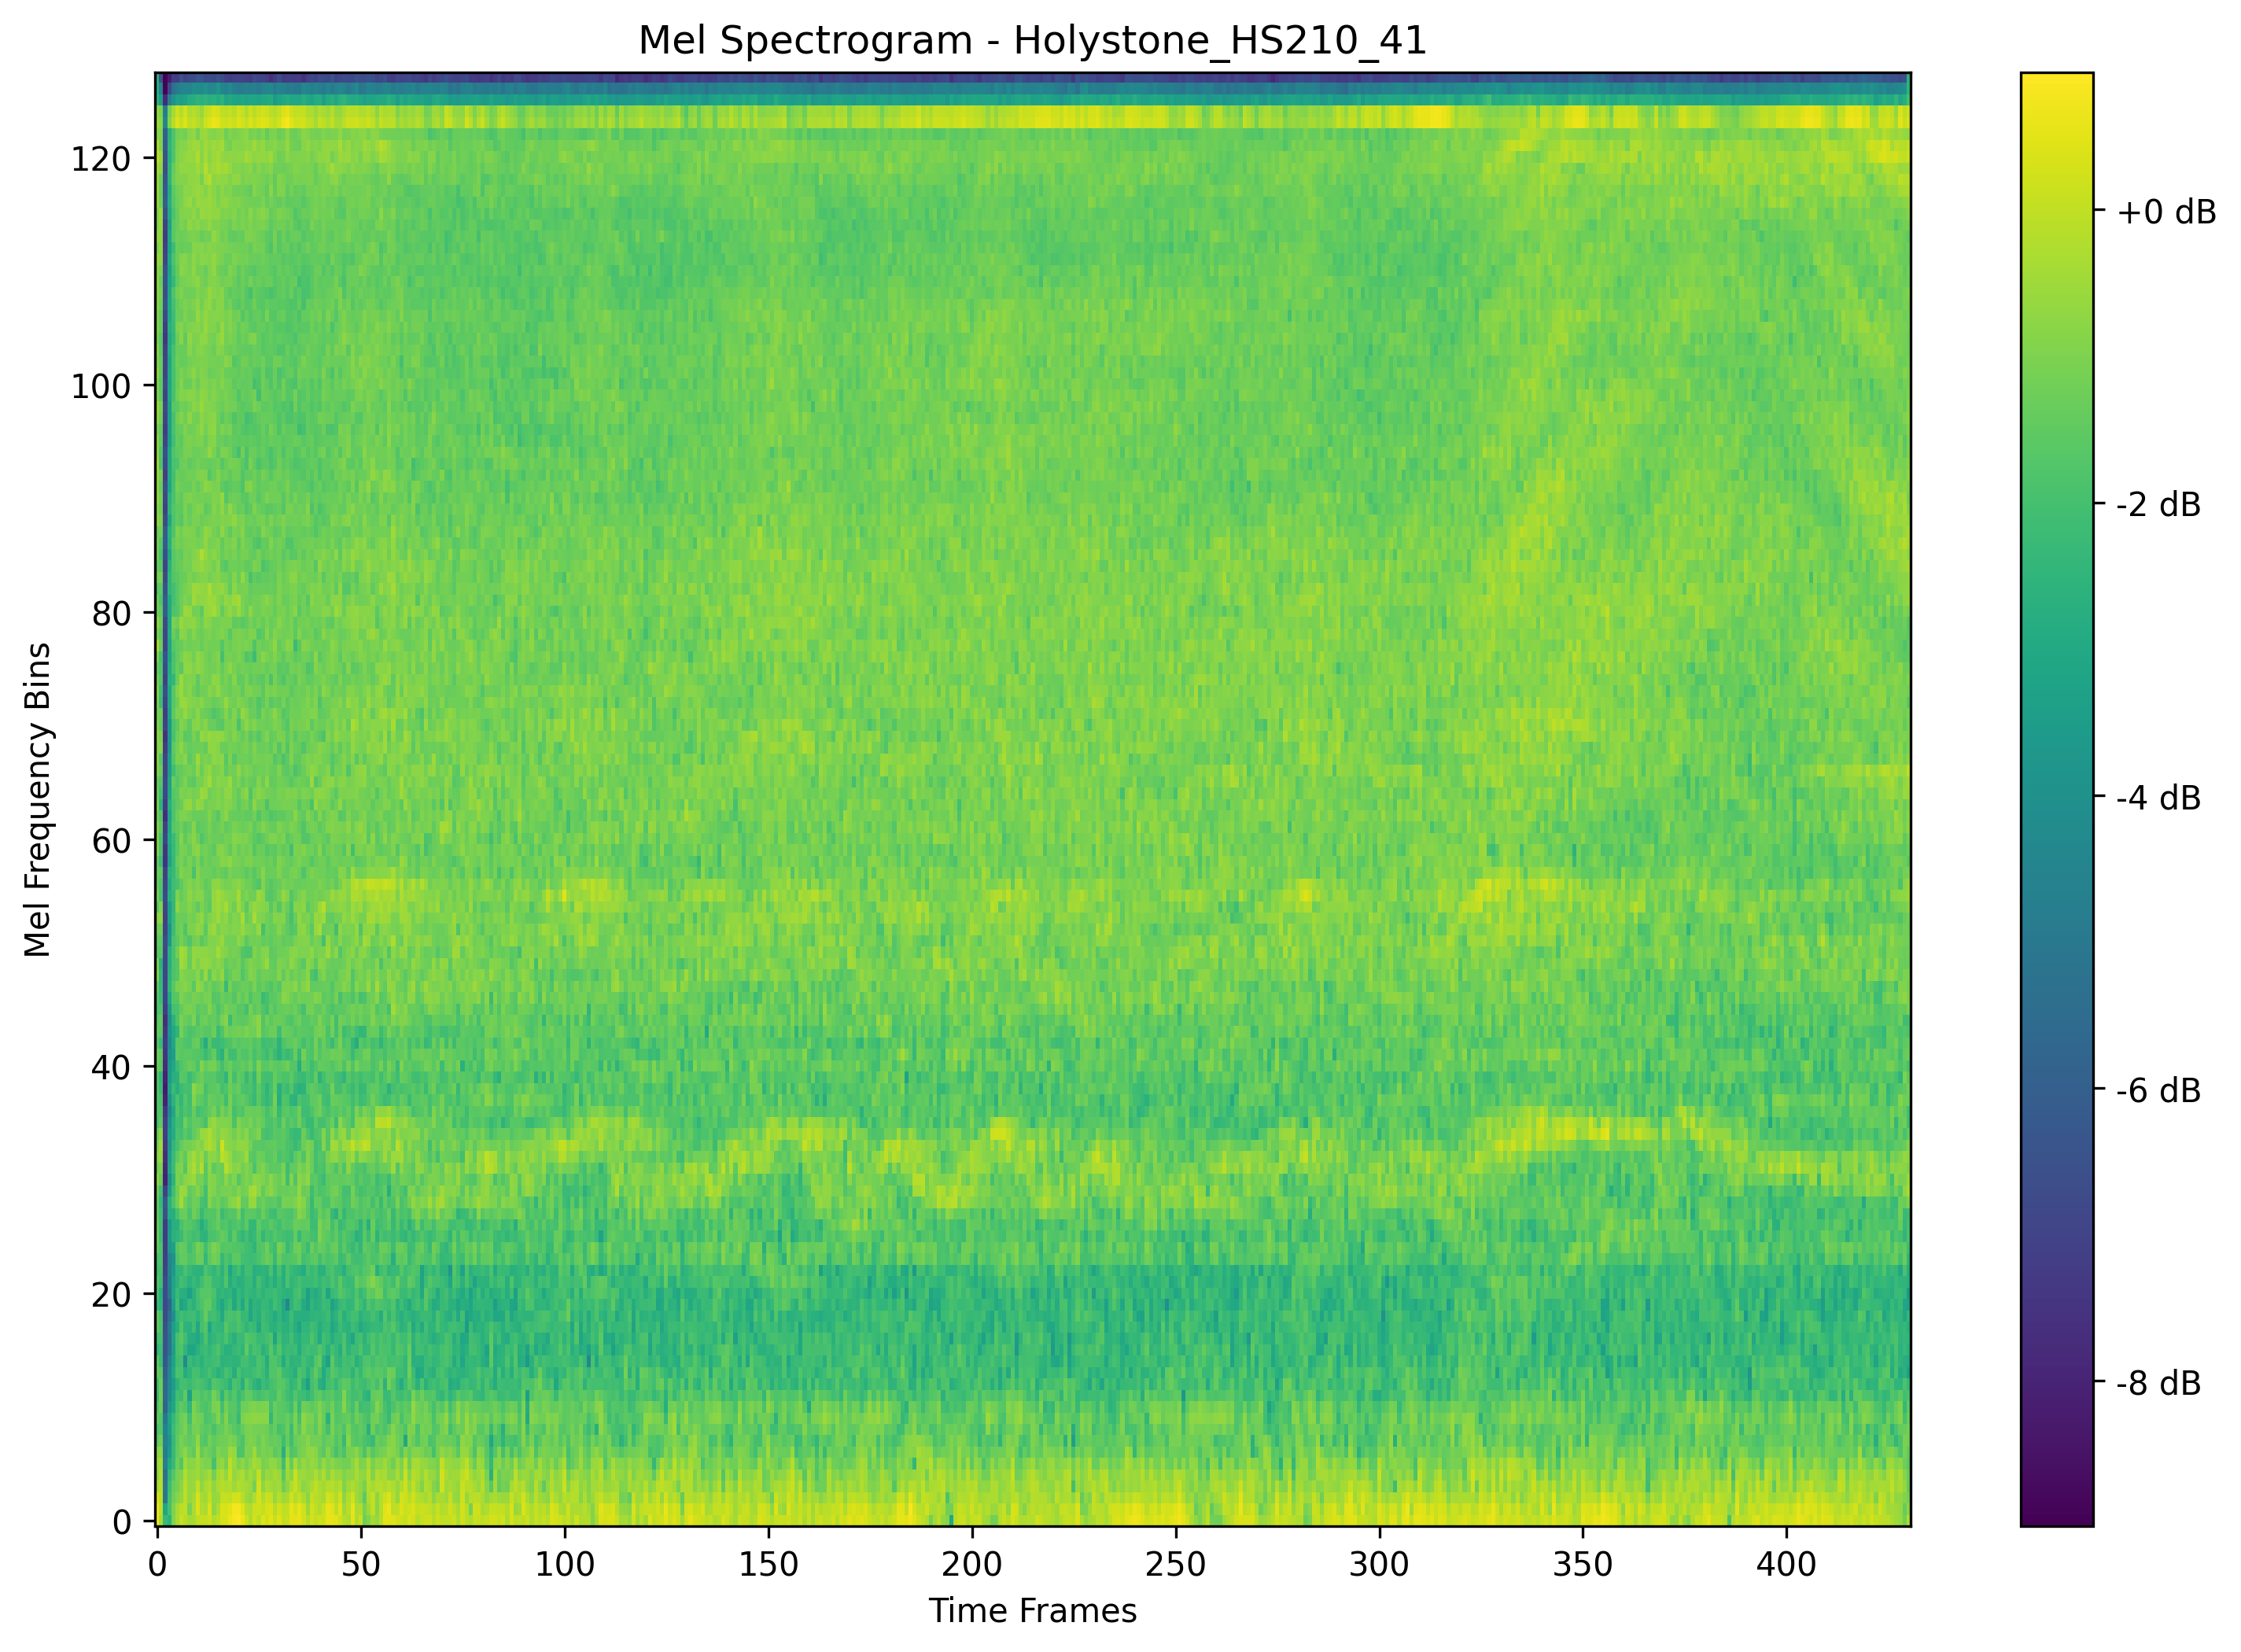 Mel Spectrogram - Holystone_HS210_41
Mel Frequency Bins
120
100
80
60
40
20
0
0 50 100 150 200 250 300 350 400
Time Frames
+0 dB
-2 dB
-4 dB
-6 dB
-8 dB